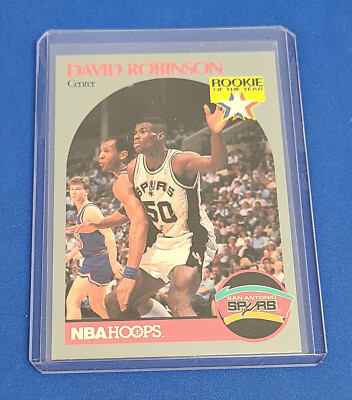 DAVID ROBINSON
Center
ROOKIE
OF THE YEAR
SPURS
50
SAN ANTONIO
SPURS
NBA HOOPS